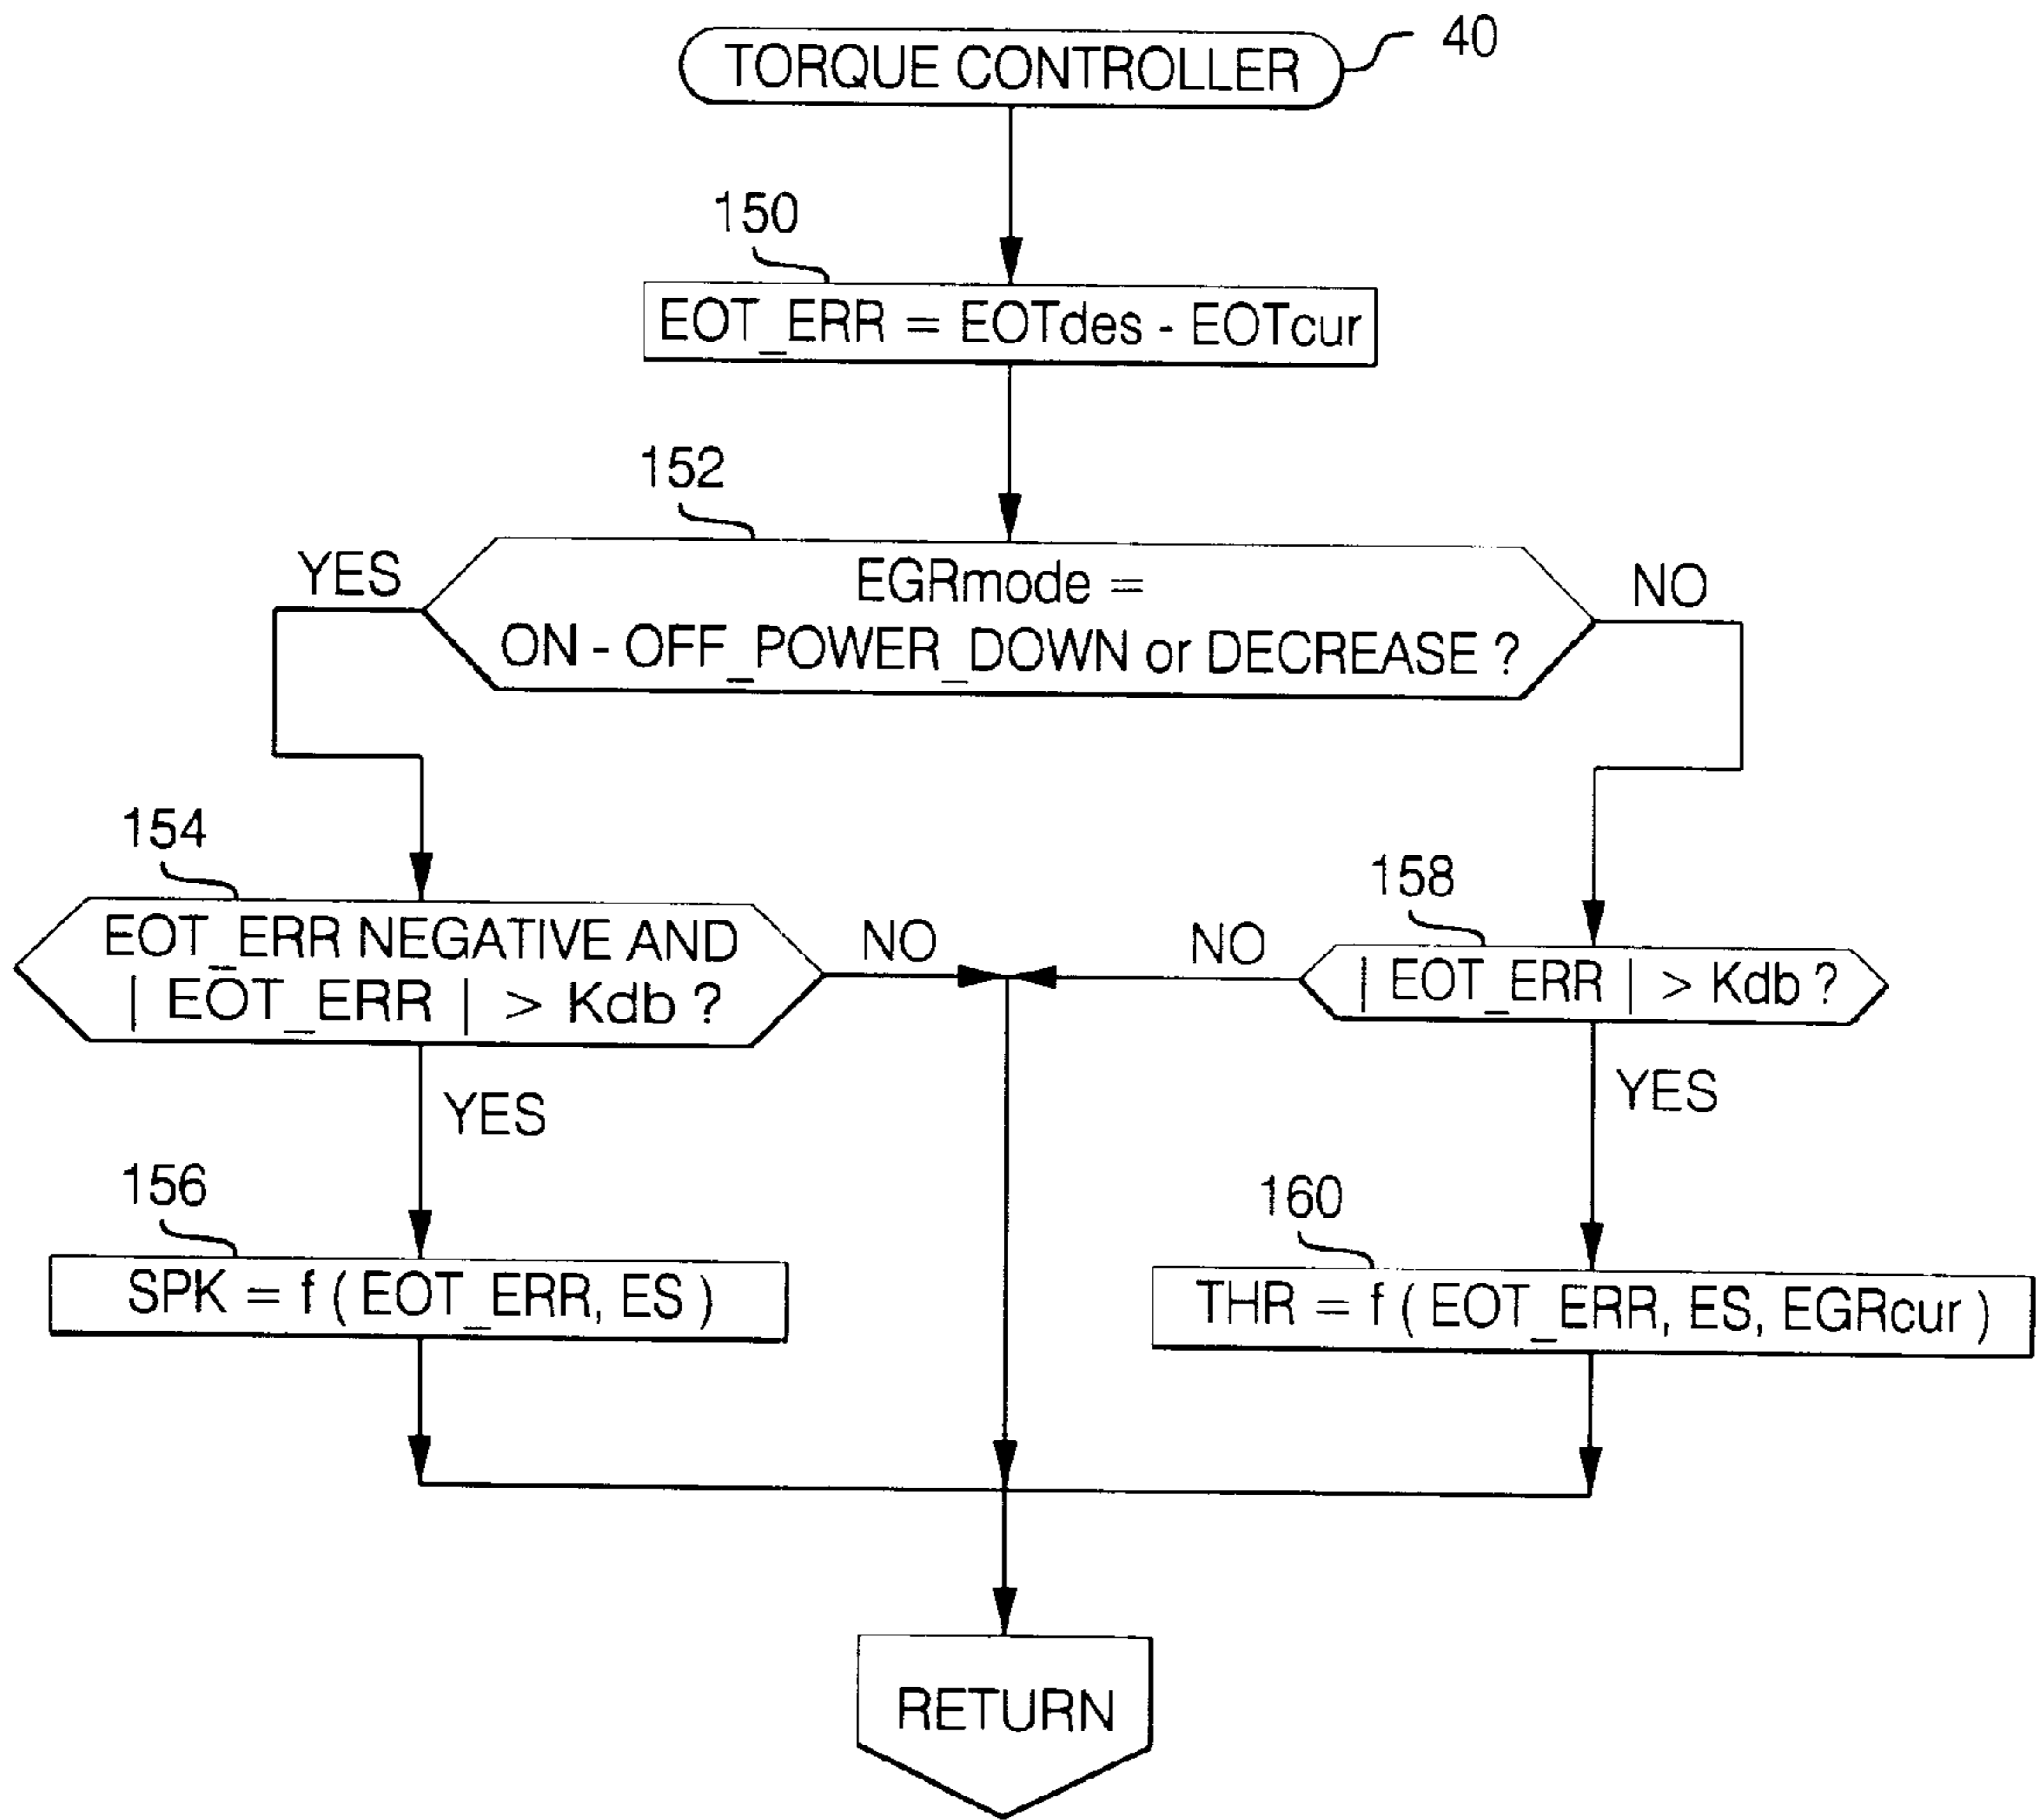 TORQUE CONTROLLER
40
150
EOT_ERR = EOTdes - EOTcur
152
YES
EGRmode =
NO
ON - OFF_POWER_DOWN or DECREASE ?
154
EOT_ERR NEGATIVE AND
| EOT_ERR | > Kdb ?
NO
NO
158
| EOT_ERR | > Kdb ?
YES
YES
156
SPK = f ( EOT_ERR, ES )
160
THR = f ( EOT_ERR, ES, EGRcur )
RETURN